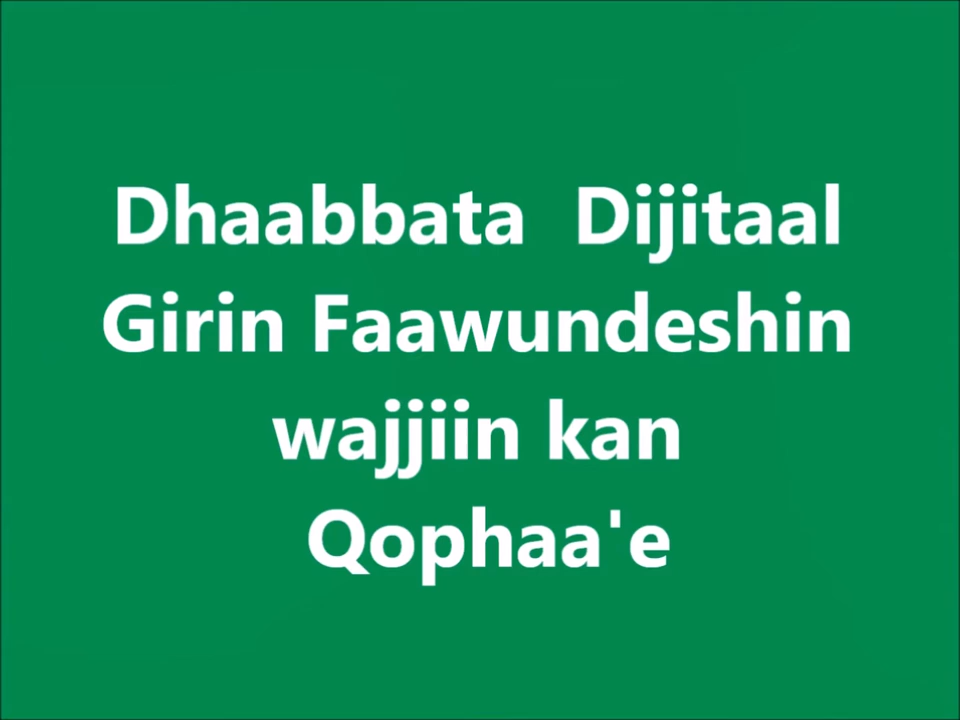 Dhaabbata Dijitaal
Girin Faawundeshin
wajjiin kan
Qophaa'e